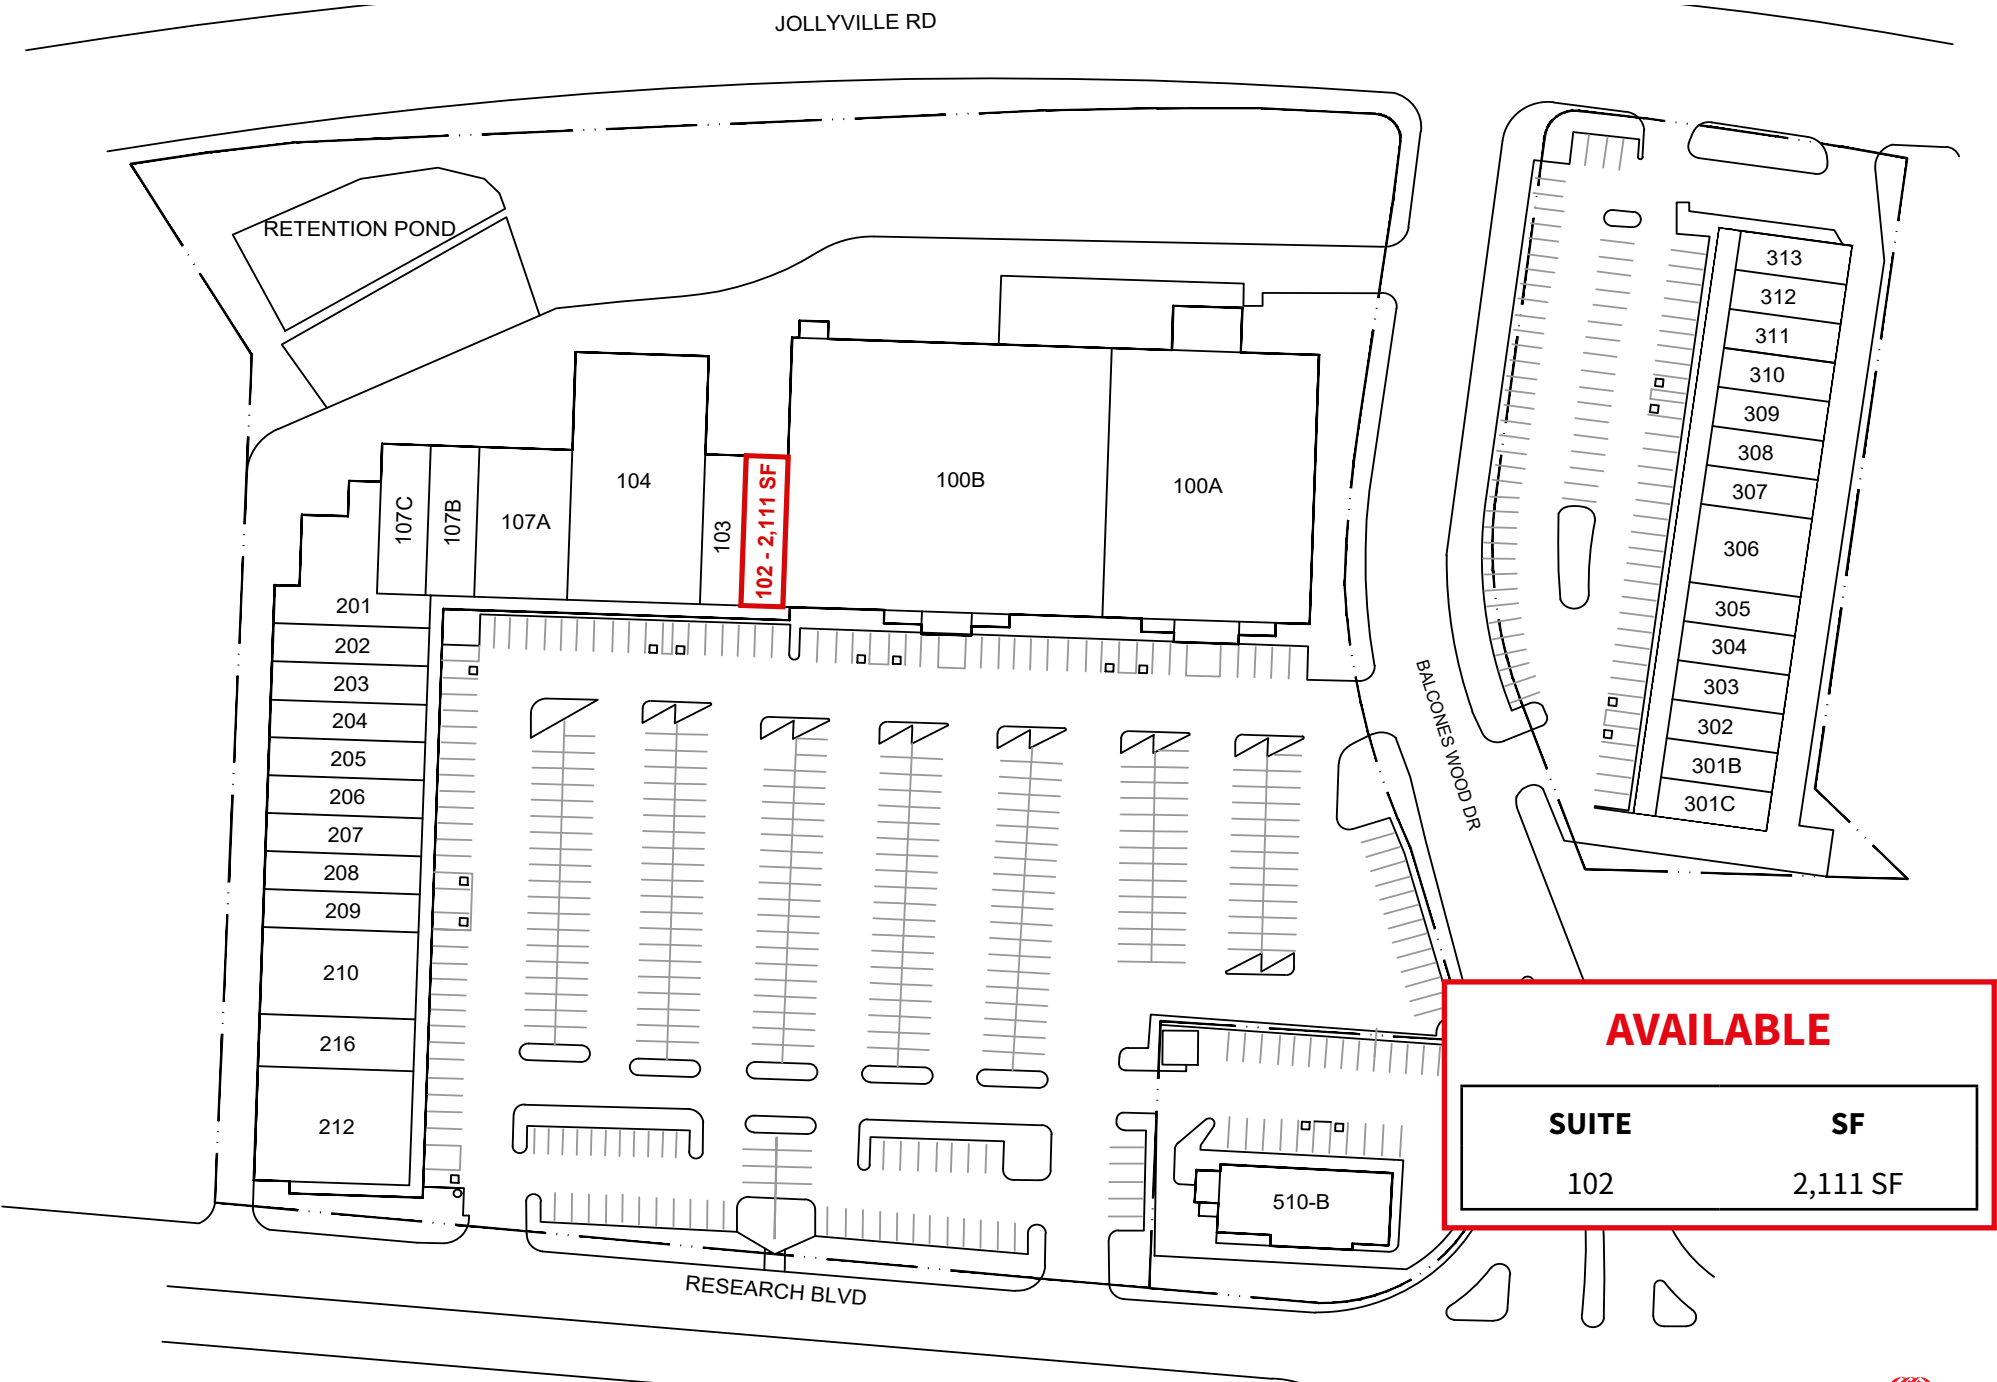 JOLLYVILLE RD
RETENTION POND
313
312
311
310
309
308
307
306
305
304
303
302
301B
301C
107C
107B
107A
104
103
102 - 2,111 SF
100B
100A
201
202
203
204
205
206
207
208
209
210
216
212
BALCONES WOOD DR
510-B
RESEARCH BLVD
AVAILABLE
SUITE SF
102 2,111 SF